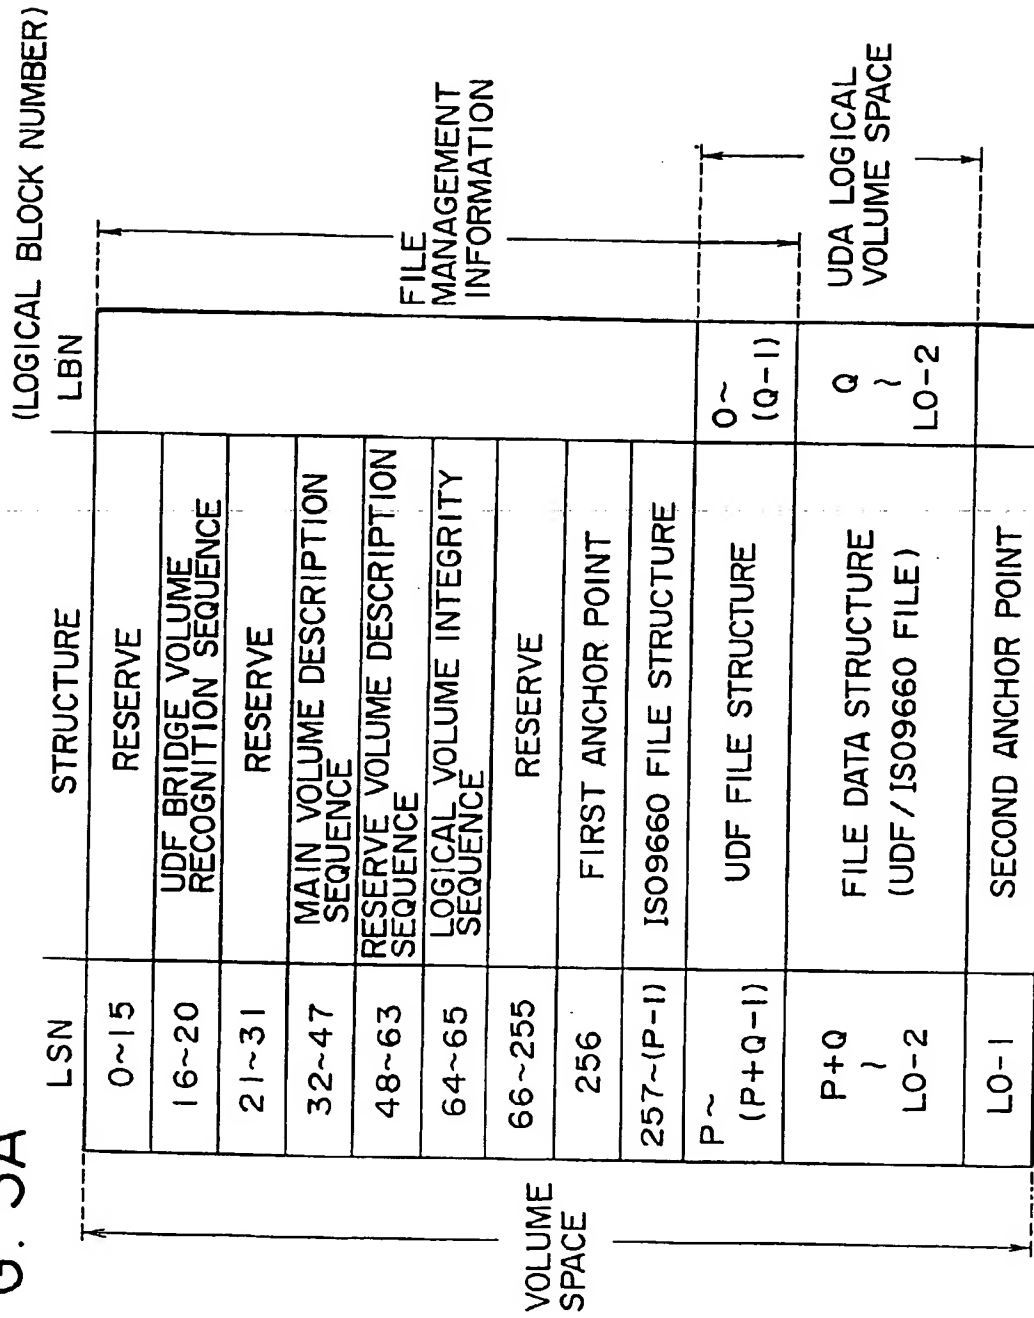 G. 5A
(LOGICAL BLOCK NUMBER)
LSN STRUCTURE LBN
0~15 RESERVE
16~20 UDF BRIDGE VOLUME
RECOGNITION SEQUENCE
21~31 RESERVE
32~47 MAIN VOLUME DESCRIPTION
SEQUENCE
48~63 RESERVE VOLUME DESCRIPTION
SEQUENCE
64~65 LOGICAL VOLUME INTEGRITY
SEQUENCE
66~255 RESERVE
256 FIRST ANCHOR POINT
257~(P-1) ISO9660 FILE STRUCTURE
P~
(P+Q-1)
UDF FILE STRUCTURE
0~
(Q-1)
P+Q
~
LO-2
FILE DATA STRUCTURE
(UDF/ISO9660 FILE)
Q
~
LO-2
LO-1 SECOND ANCHOR POINT
VOLUME
SPACE
FILE
MANAGEMENT
INFORMATION
UDA LOGICAL
VOLUME SPACE